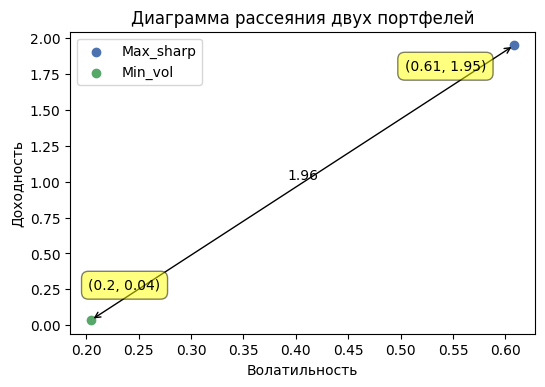 Диаграмма рассеяния двух портфелей
Max_sharp
Min_vol
(0.61, 1.95)
1.96
(0.2, 0.04)
Доходность
2.00
1.75
1.50
1.25
1.00
0.75
0.50
0.25
0.00
0.20 0.25 0.30 0.35 0.40 0.45 0.50 0.55 0.60
Волатильность